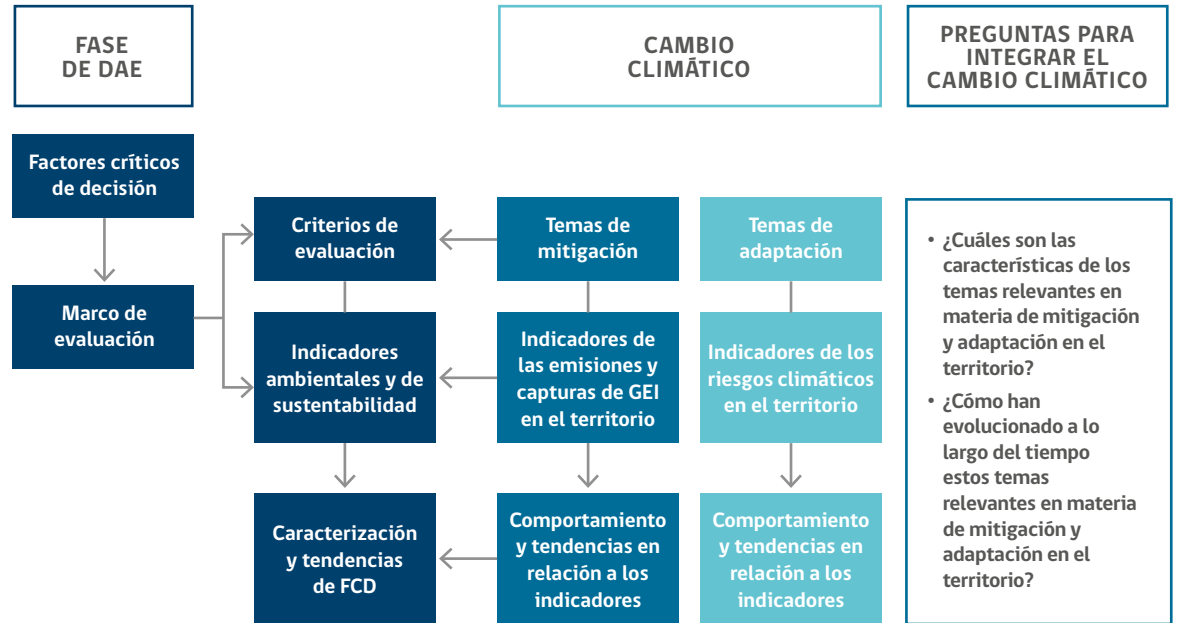 FASE
DE DAE
CAMBIO
CLIMÁTICO
PREGUNTAS PARA
INTEGRAR EL
CAMBIO CLIMÁTICO
Factores críticos
de decisión
Marco de
evaluación
Criterios de
evaluación
Temas de
mitigación
Temas de
adaptación
Indicadores
ambientales y de
sustentabilidad
Indicadores de
las emisiones y
capturas de GEI
en el territorio
Indicadores de los
riesgos climáticos
en el territorio
Caracterización
y tendencias
de FCD
Comportamiento
y tendencias en
relación a los
indicadores
Comportamiento
y tendencias en
relación a los
indicadores
• ¿Cuáles son las
características de los
temas relevantes en
materia de mitigación
y adaptación en el
territorio?
• ¿Cómo han
evolucionado a lo
largo del tiempo
estos temas
relevantes en materia
de mitigación y
adaptación en el
territorio?